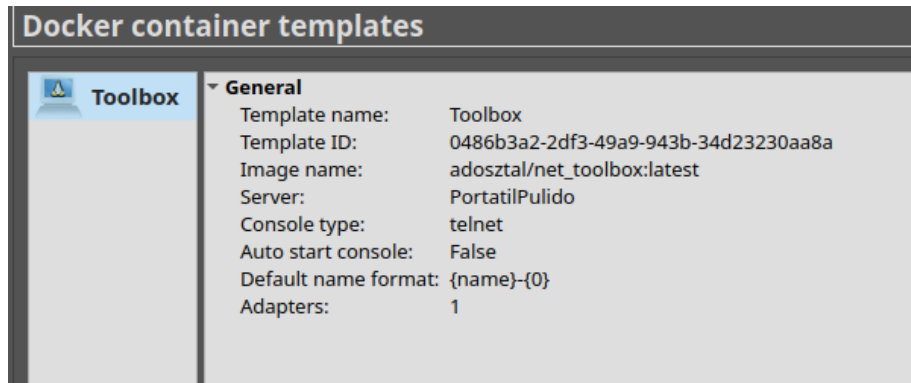 Docker container templates
Toolbox
General
Template name: Toolbox
Template ID: 0486b3a2-2df3-49a9-943b-34d23230aa8a
Image name: adosztal/net_toolbox:latest
Server: PortatilPulido
Console type: telnet
Auto start console: False
Default name format: {name}-{0}
Adapters: 1